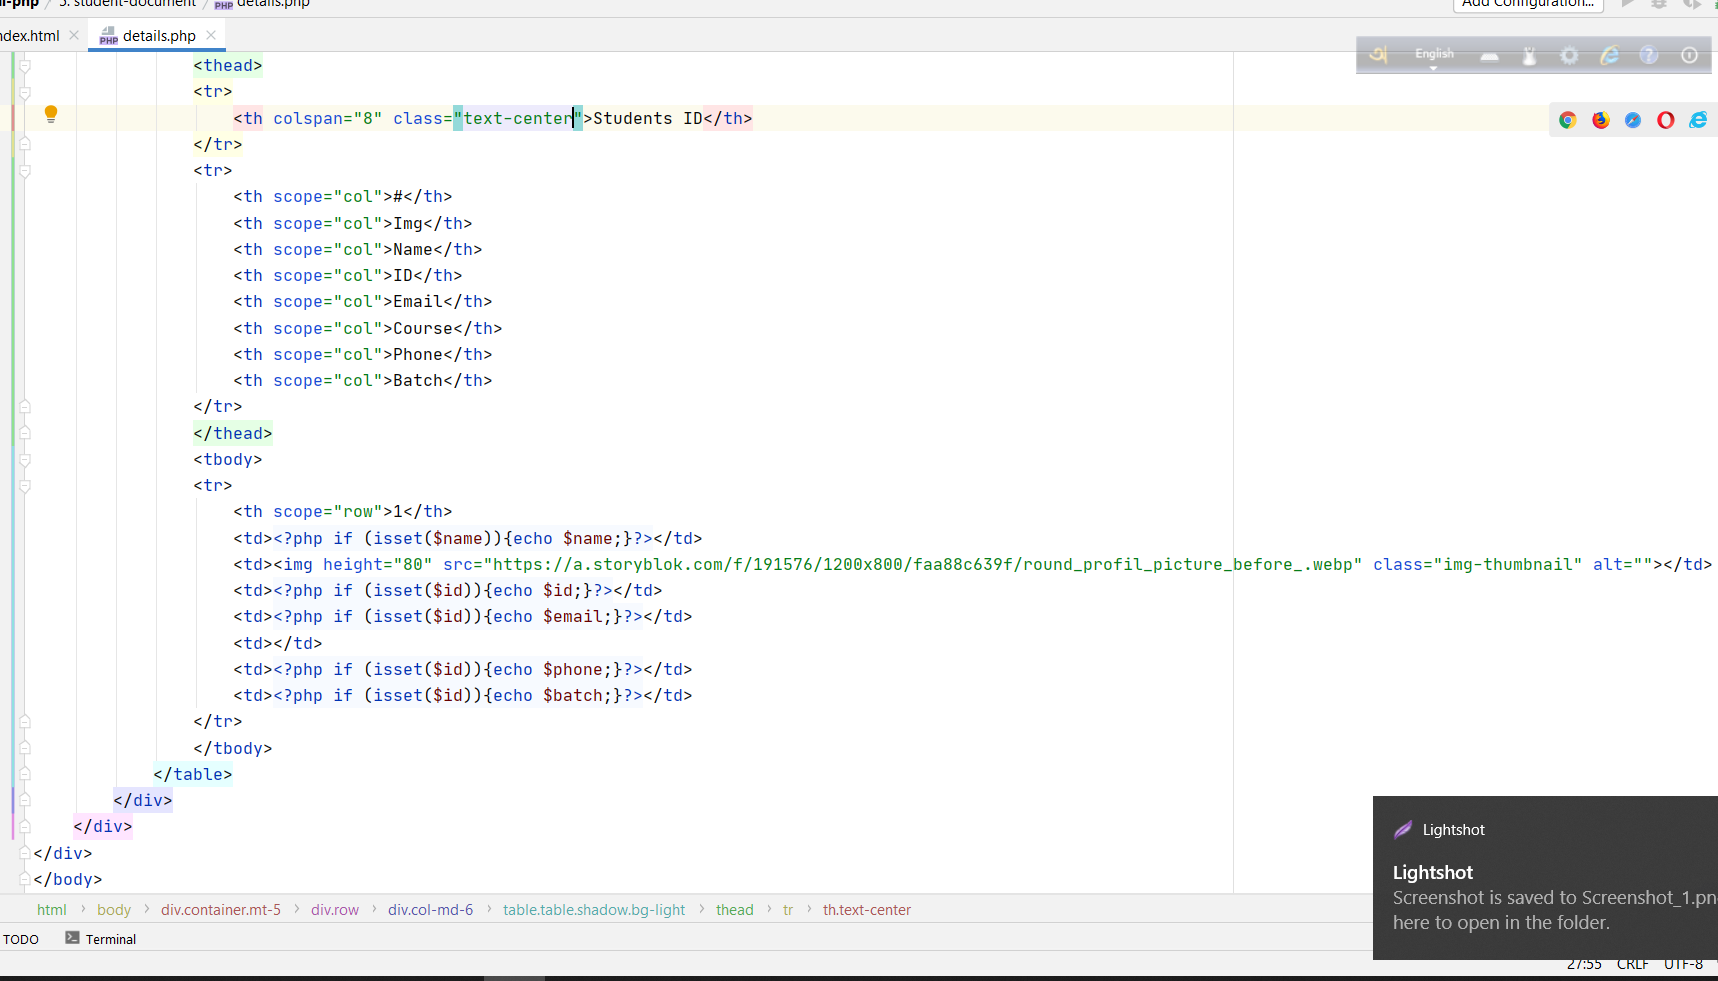 l-php / 5. student-document / details.php
Add Configuration...
ndex.html
details.php
English
<thead>
<tr>
<th colspan="8" class="text-center">Students ID</th>
</tr>
<tr>
<th scope="col">#</th>
<th scope="col">Img</th>
<th scope="col">Name</th>
<th scope="col">ID</th>
<th scope="col">Email</th>
<th scope="col">Course</th>
<th scope="col">Phone</th>
<th scope="col">Batch</th>
</tr>
</thead>
<tbody>
<tr>
<th scope="row">1</th>
<td><?php if (isset($name)){echo $name;}?></td>
<td><img height="80" src="https://a.storyblok.com/f/191576/1200x800/faa88c639f/round_profil_picture_before_.webp" class="img-thumbnail" alt=""></td>
<td><?php if (isset($id)){echo $id;}?></td>
<td><?php if (isset($id)){echo $email;}?></td>
<td></td>
<td><?php if (isset($id)){echo $phone;}?></td>
<td><?php if (isset($id)){echo $batch;}?></td>
</tr>
</tbody>
</table>
</div>
</div>
</div>
</body>
Lightshot
Lightshot
Screenshot is saved to Screenshot_1.pn
here to open in the folder.
html › body › div.container.mt-5 › div.row › div.col-md-6 › table.table.shadow.bg-light › thead › tr › th.text-center
TODO Terminal
27:55 CRLF UTF-8